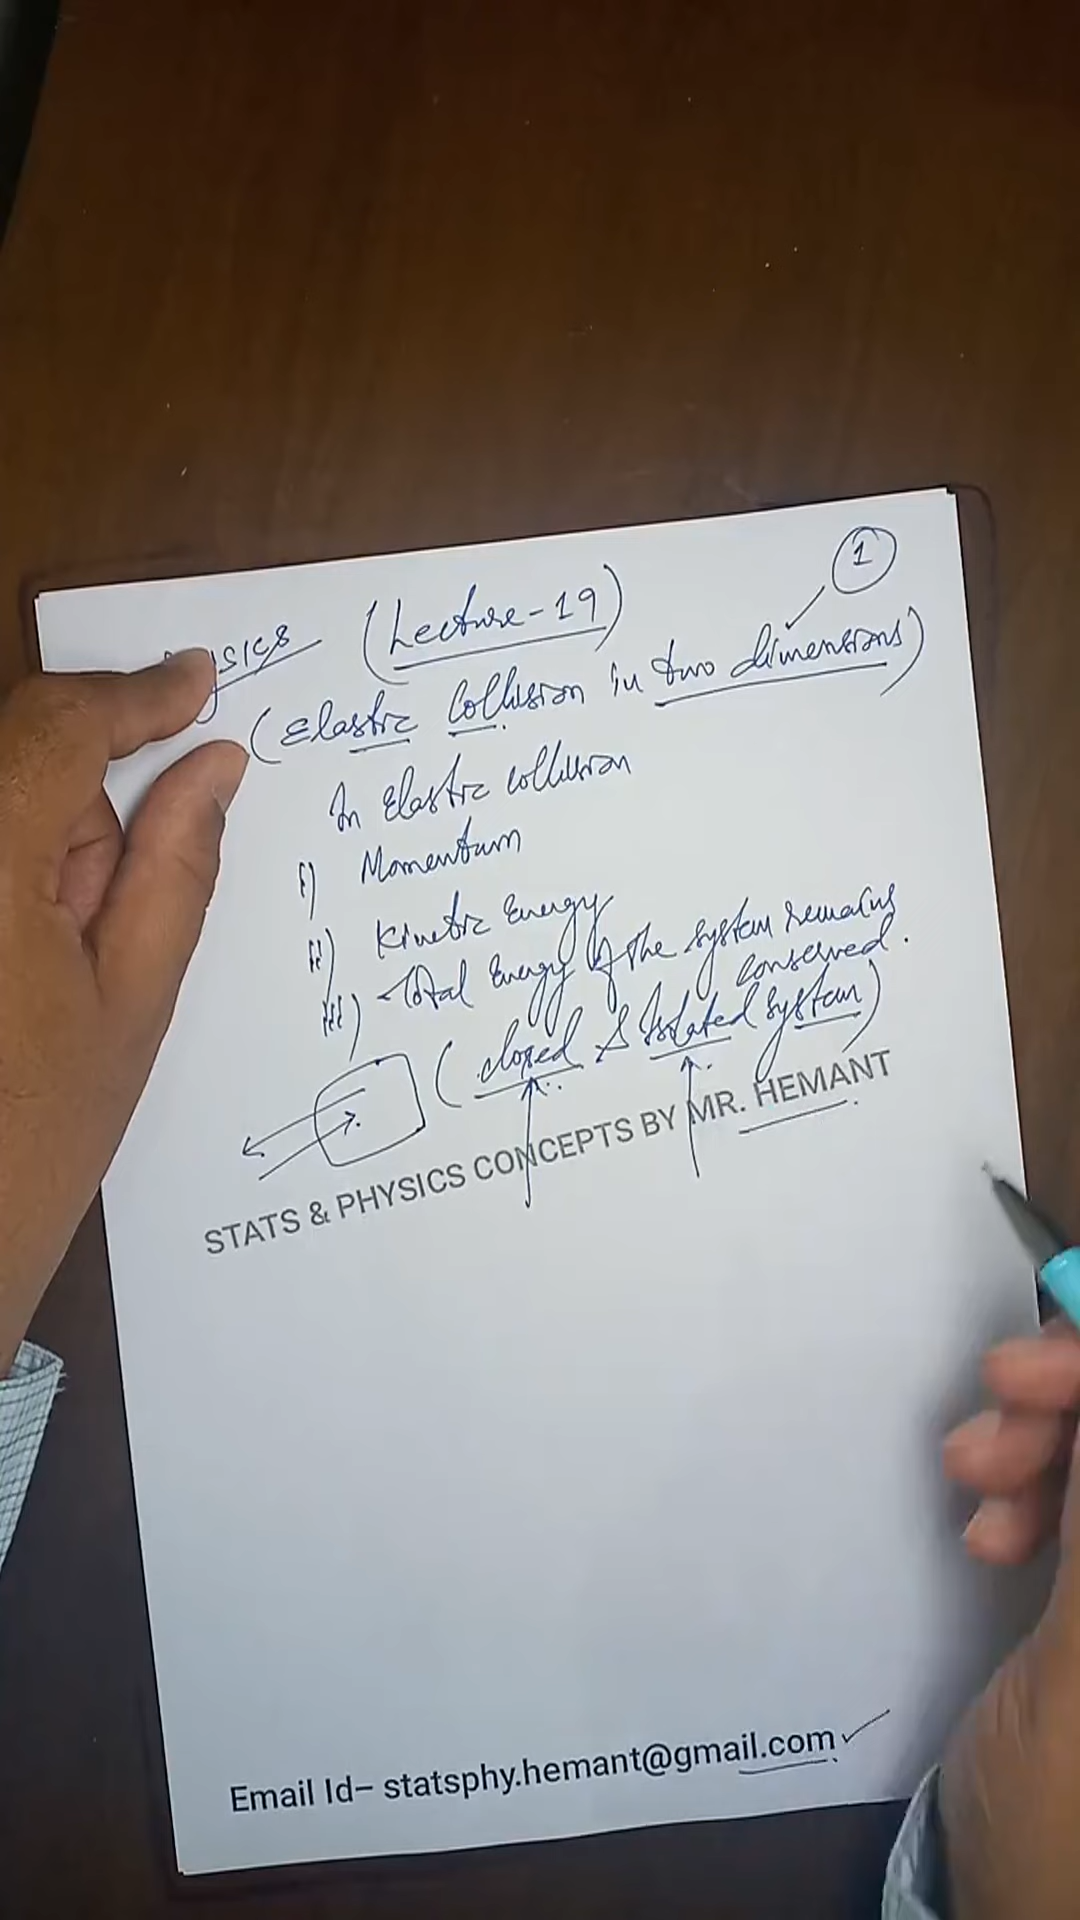 (Lecture-19)
1
(Elastic Collision in two dimensions)
In Elastic collision
i) Momentum
ii) Kinetic Energy
iii) Total Energy of the system remains
conserved.
(closed & Isolated system)
STATS & PHYSICS CONCEPTS BY MR. HEMANT
Email Id– statsphy.hemant@gmail.com